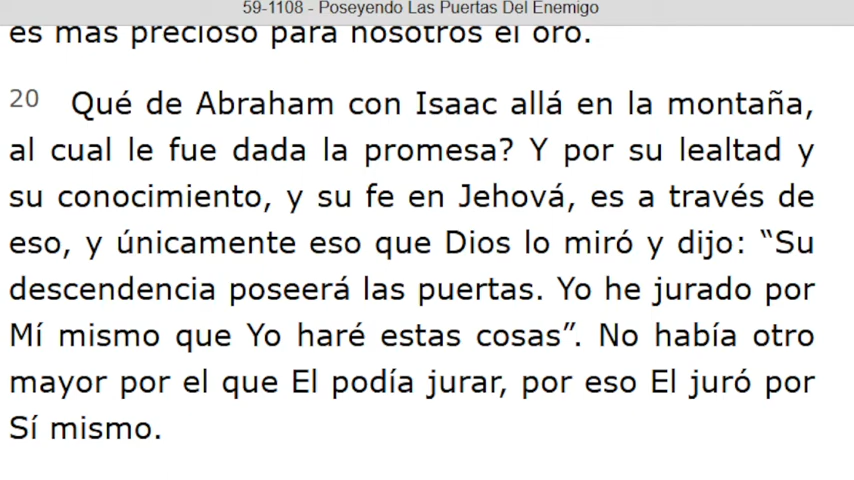 59-1108 - Poseyendo Las Puertas Del Enemigo
es más precioso para nosotros el oro.
20 Qué de Abraham con Isaac allá en la montaña,
al cual le fue dada la promesa? Y por su lealtad y
su conocimiento, y su fe en Jehová, es a través de
eso, y únicamente eso que Dios lo miró y dijo: “Su
descendencia poseerá las puertas. Yo he jurado por
Mí mismo que Yo haré estas cosas”. No había otro
mayor por el que El podía jurar, por eso El juró por
Sí mismo.